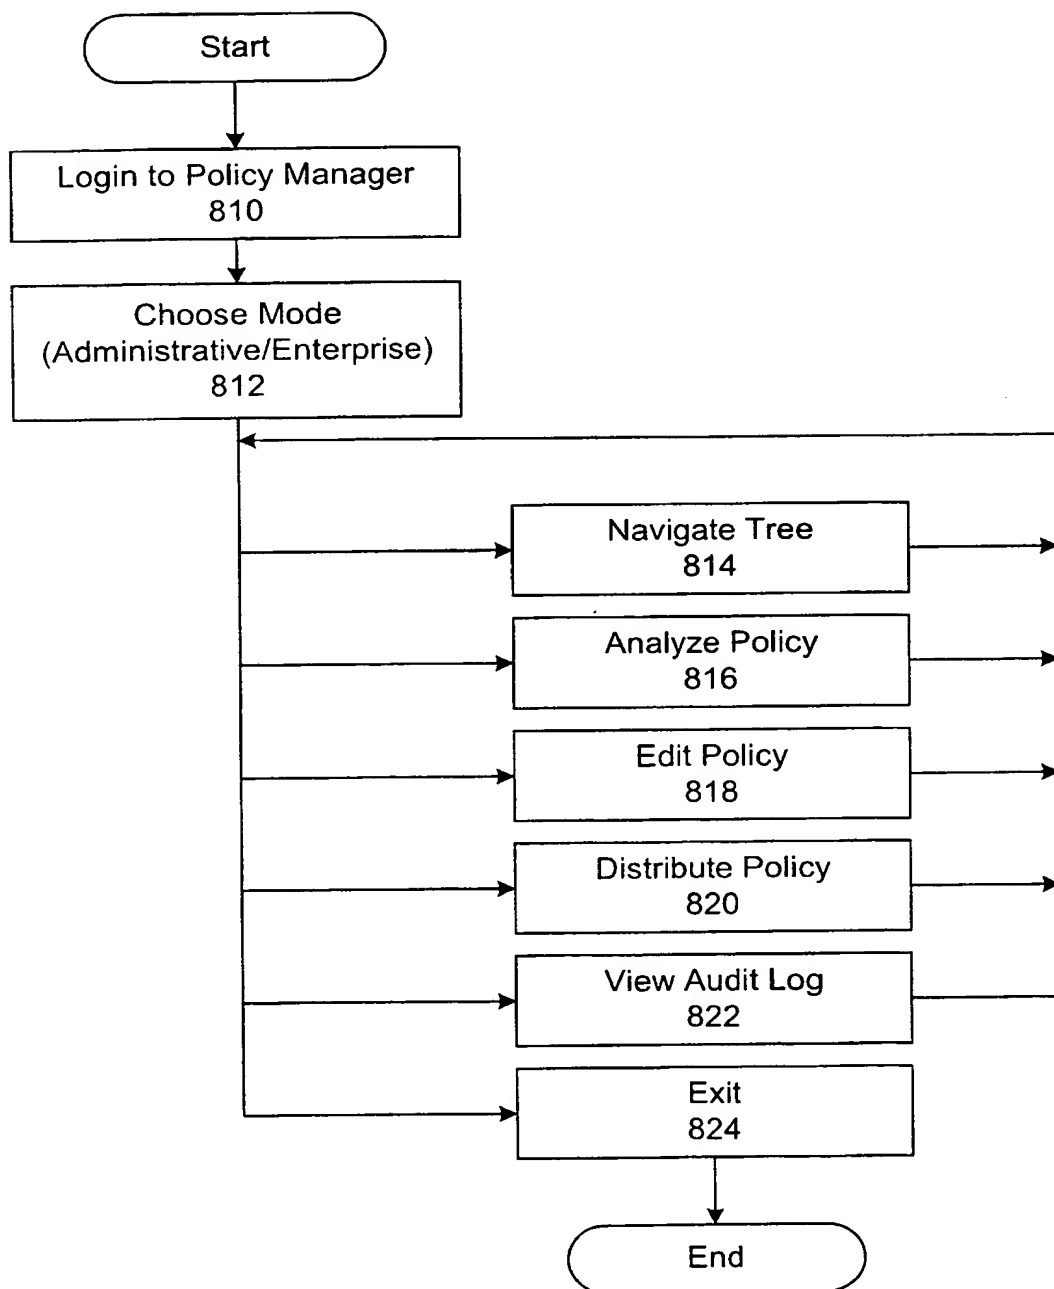 Start
Login to Policy Manager
810
Choose Mode
(Administrative/Enterprise)
812
Navigate Tree
814
Analyze Policy
816
Edit Policy
818
Distribute Policy
820
View Audit Log
822
Exit
824
End